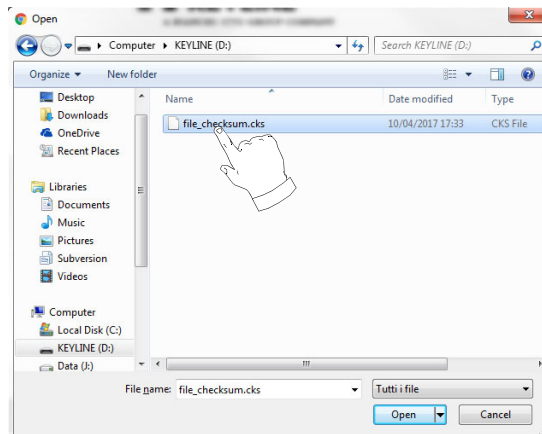 Open
Computer ▸ KEYLINE (D:)
Search KEYLINE (D:)
Organize
New folder
Name
Date modified
Type
Desktop
Downloads
OneDrive
Recent Places
Libraries
Documents
Music
Pictures
Subversion
Videos
Computer
Local Disk (C:)
KEYLINE (D:)
Data (J:)
file_checksum.cks
10/04/2017 17:33
CKS File
File name: file_checksum.cks
Tutti i file
Open
Cancel